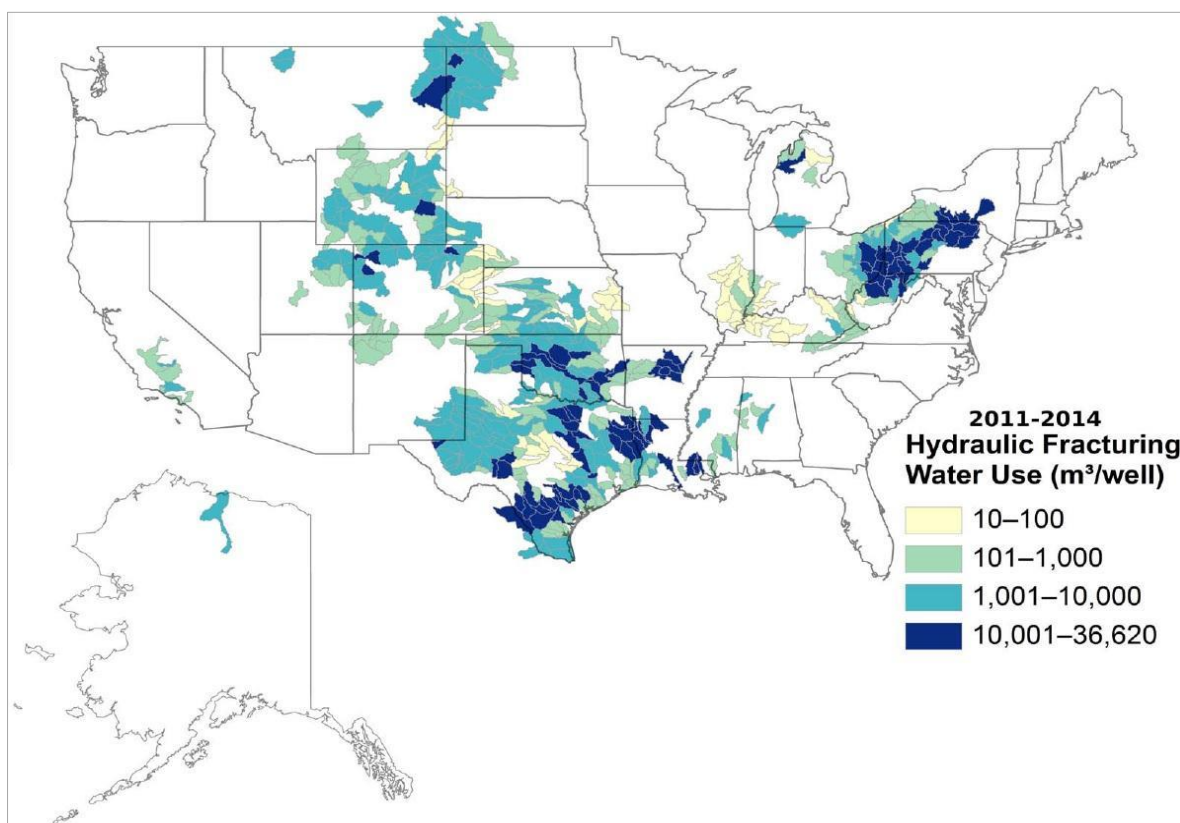 2011-2014
Hydraulic Fracturing
Water Use (m³/well)
10–100
101–1,000
1,001–10,000
10,001–36,620